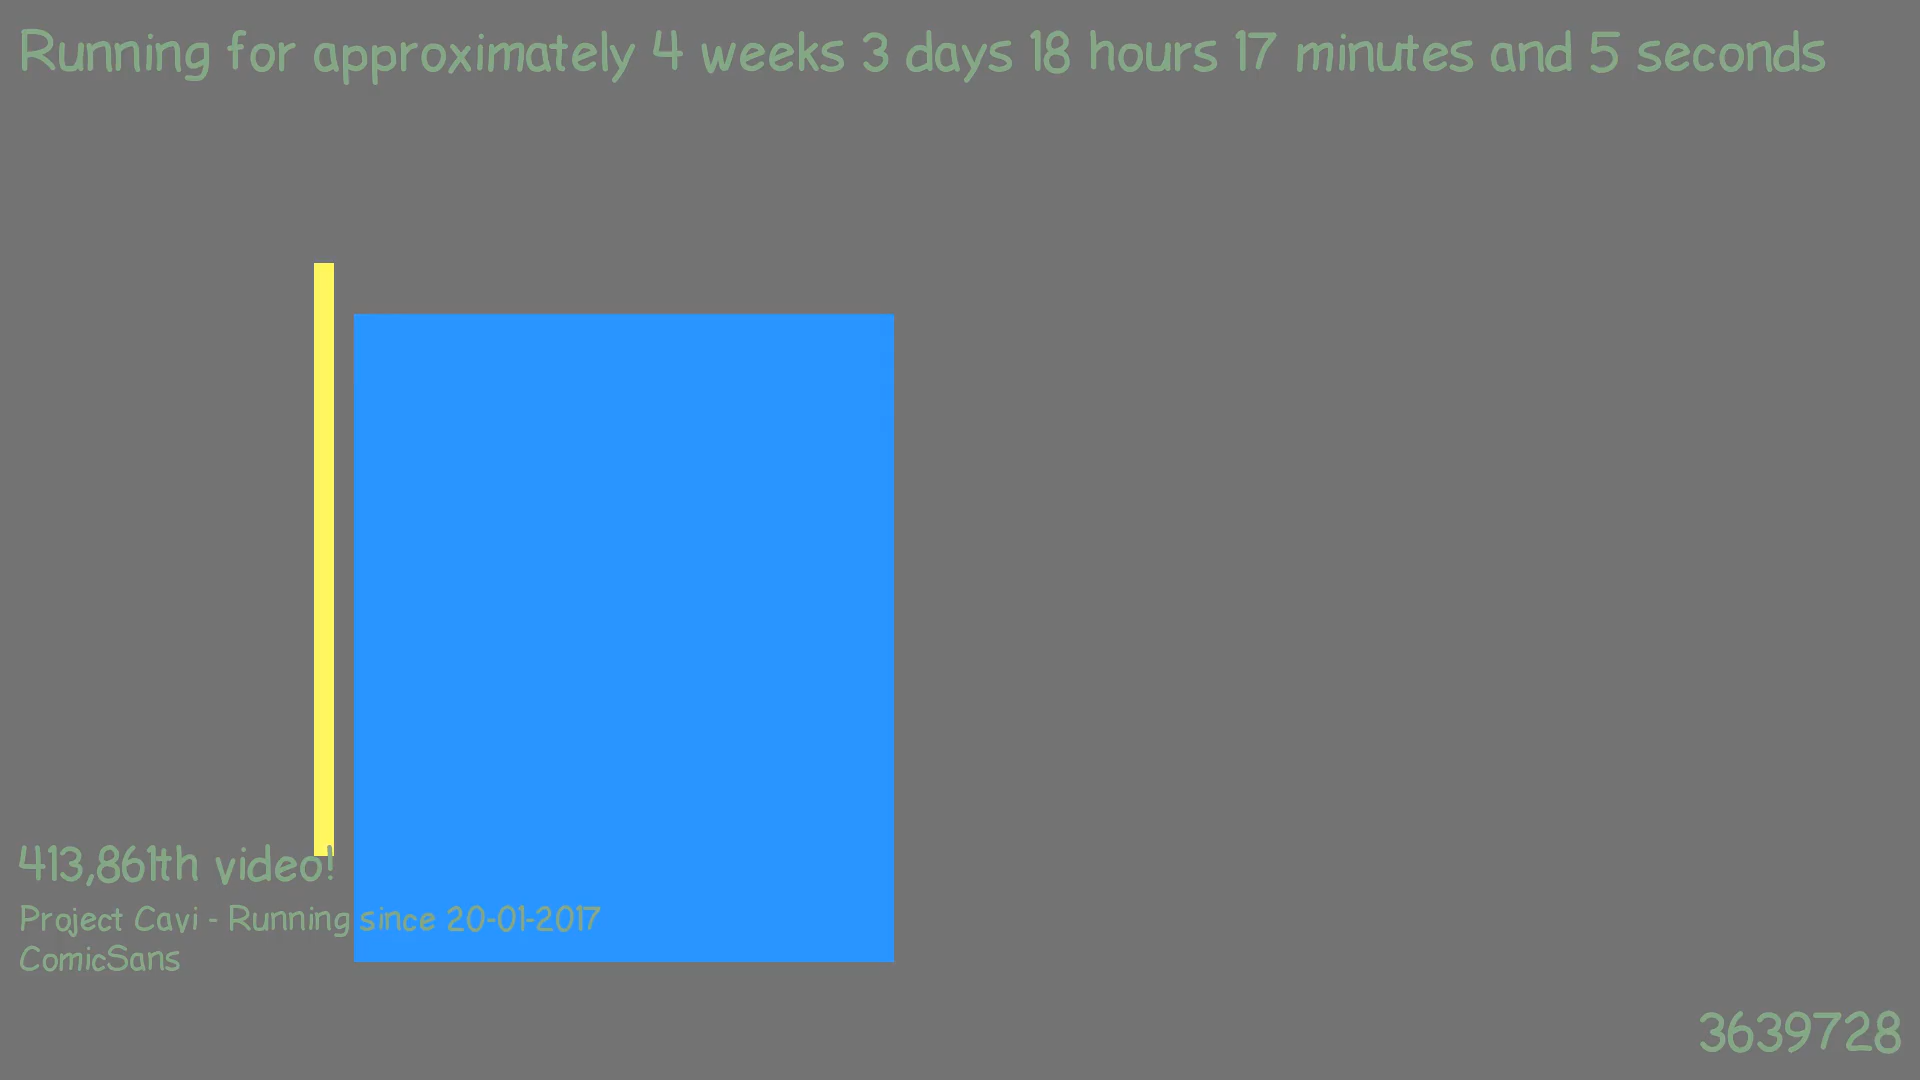 Running for approximately 4 weeks 3 days 18 hours 17 minutes and 5 seconds
413,861th video!
Project Cavi - Running since 20-01-2017
ComicSans
3639728